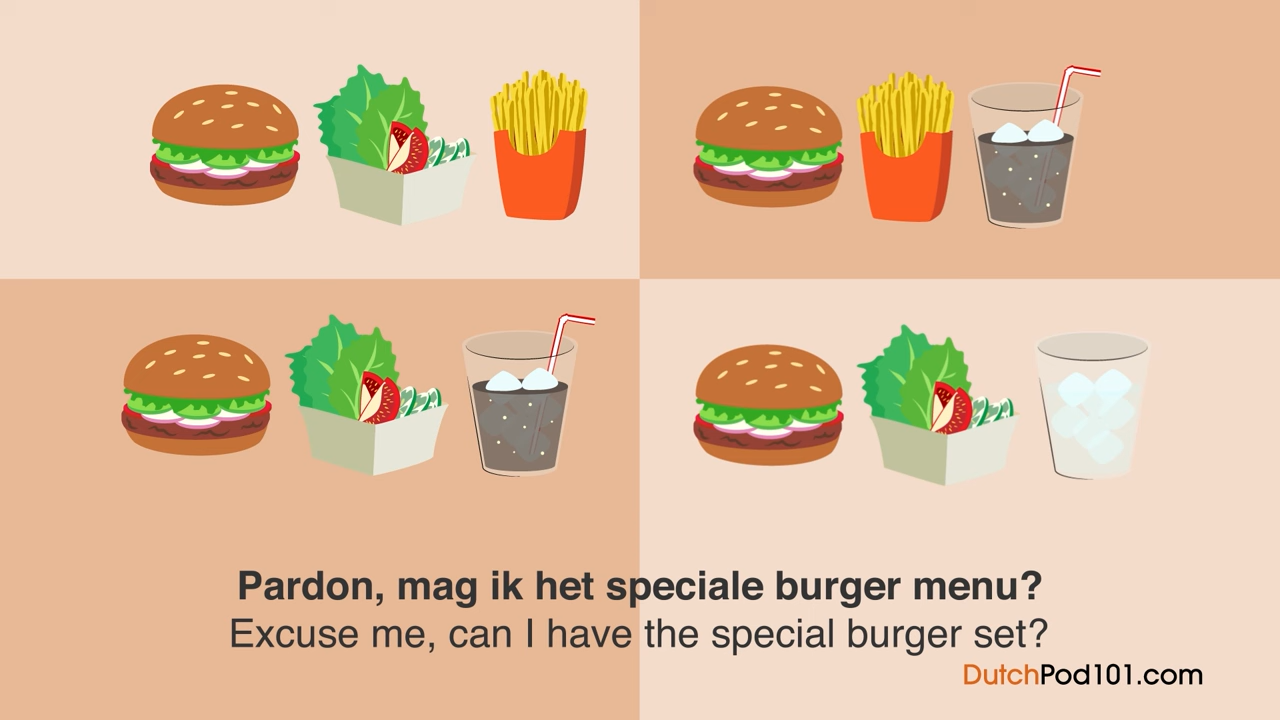 Pardon, mag ik het speciale burger menu?
Excuse me, can I have the special burger set?
DutchPod101.com